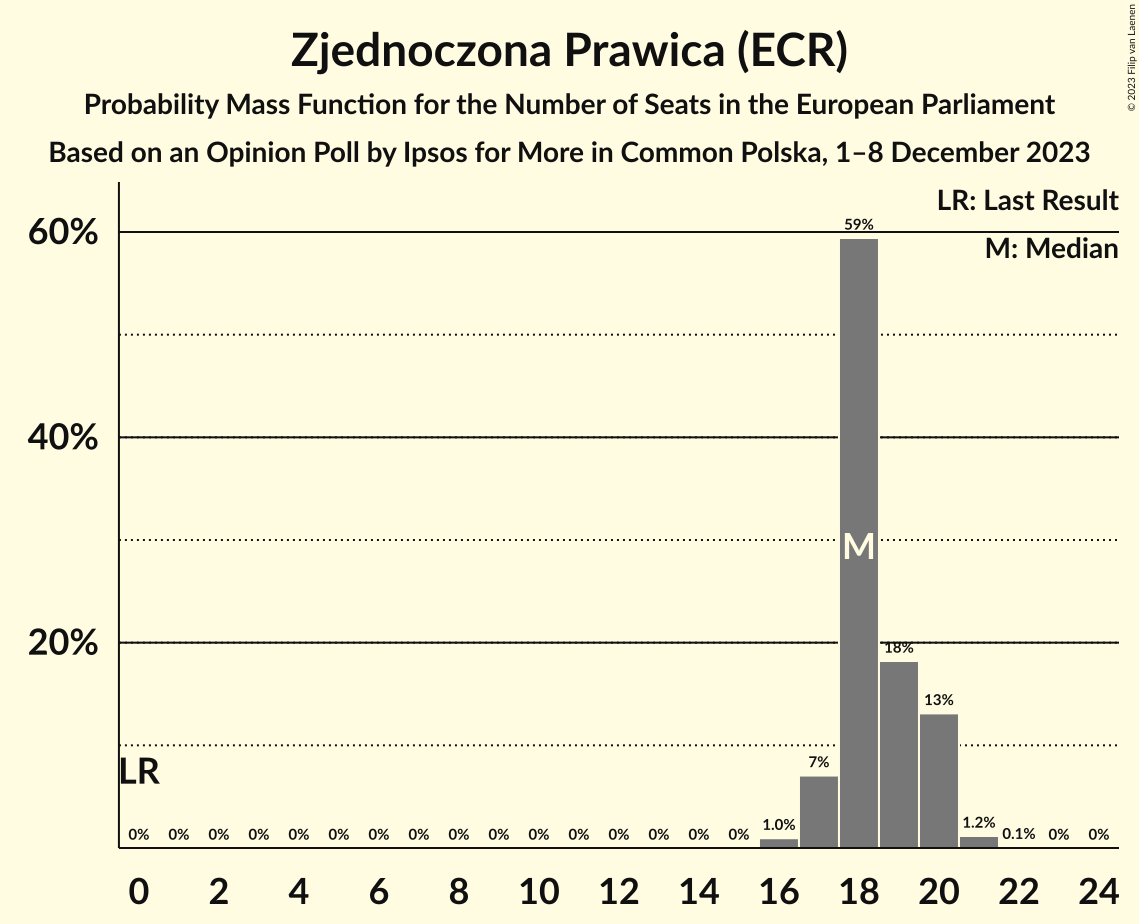 Zjednoczona Prawica (ECR)
Probability Mass Function for the Number of Seats in the European Parliament
Based on an Opinion Poll by Ipsos for More in Common Polska, 1–8 December 2023
© 2023 Filip van Laenen
LR: Last Result
M: Median
60%
40%
20%
59%
M
18%
13%
7%
LR
0% 0% 0% 0% 0% 0% 0% 0% 0% 0% 0% 0% 0% 0% 0% 0% 1.0% 1.2% 0.1% 0% 0%
0 2 4 6 8 10 12 14 16 18 20 22 24